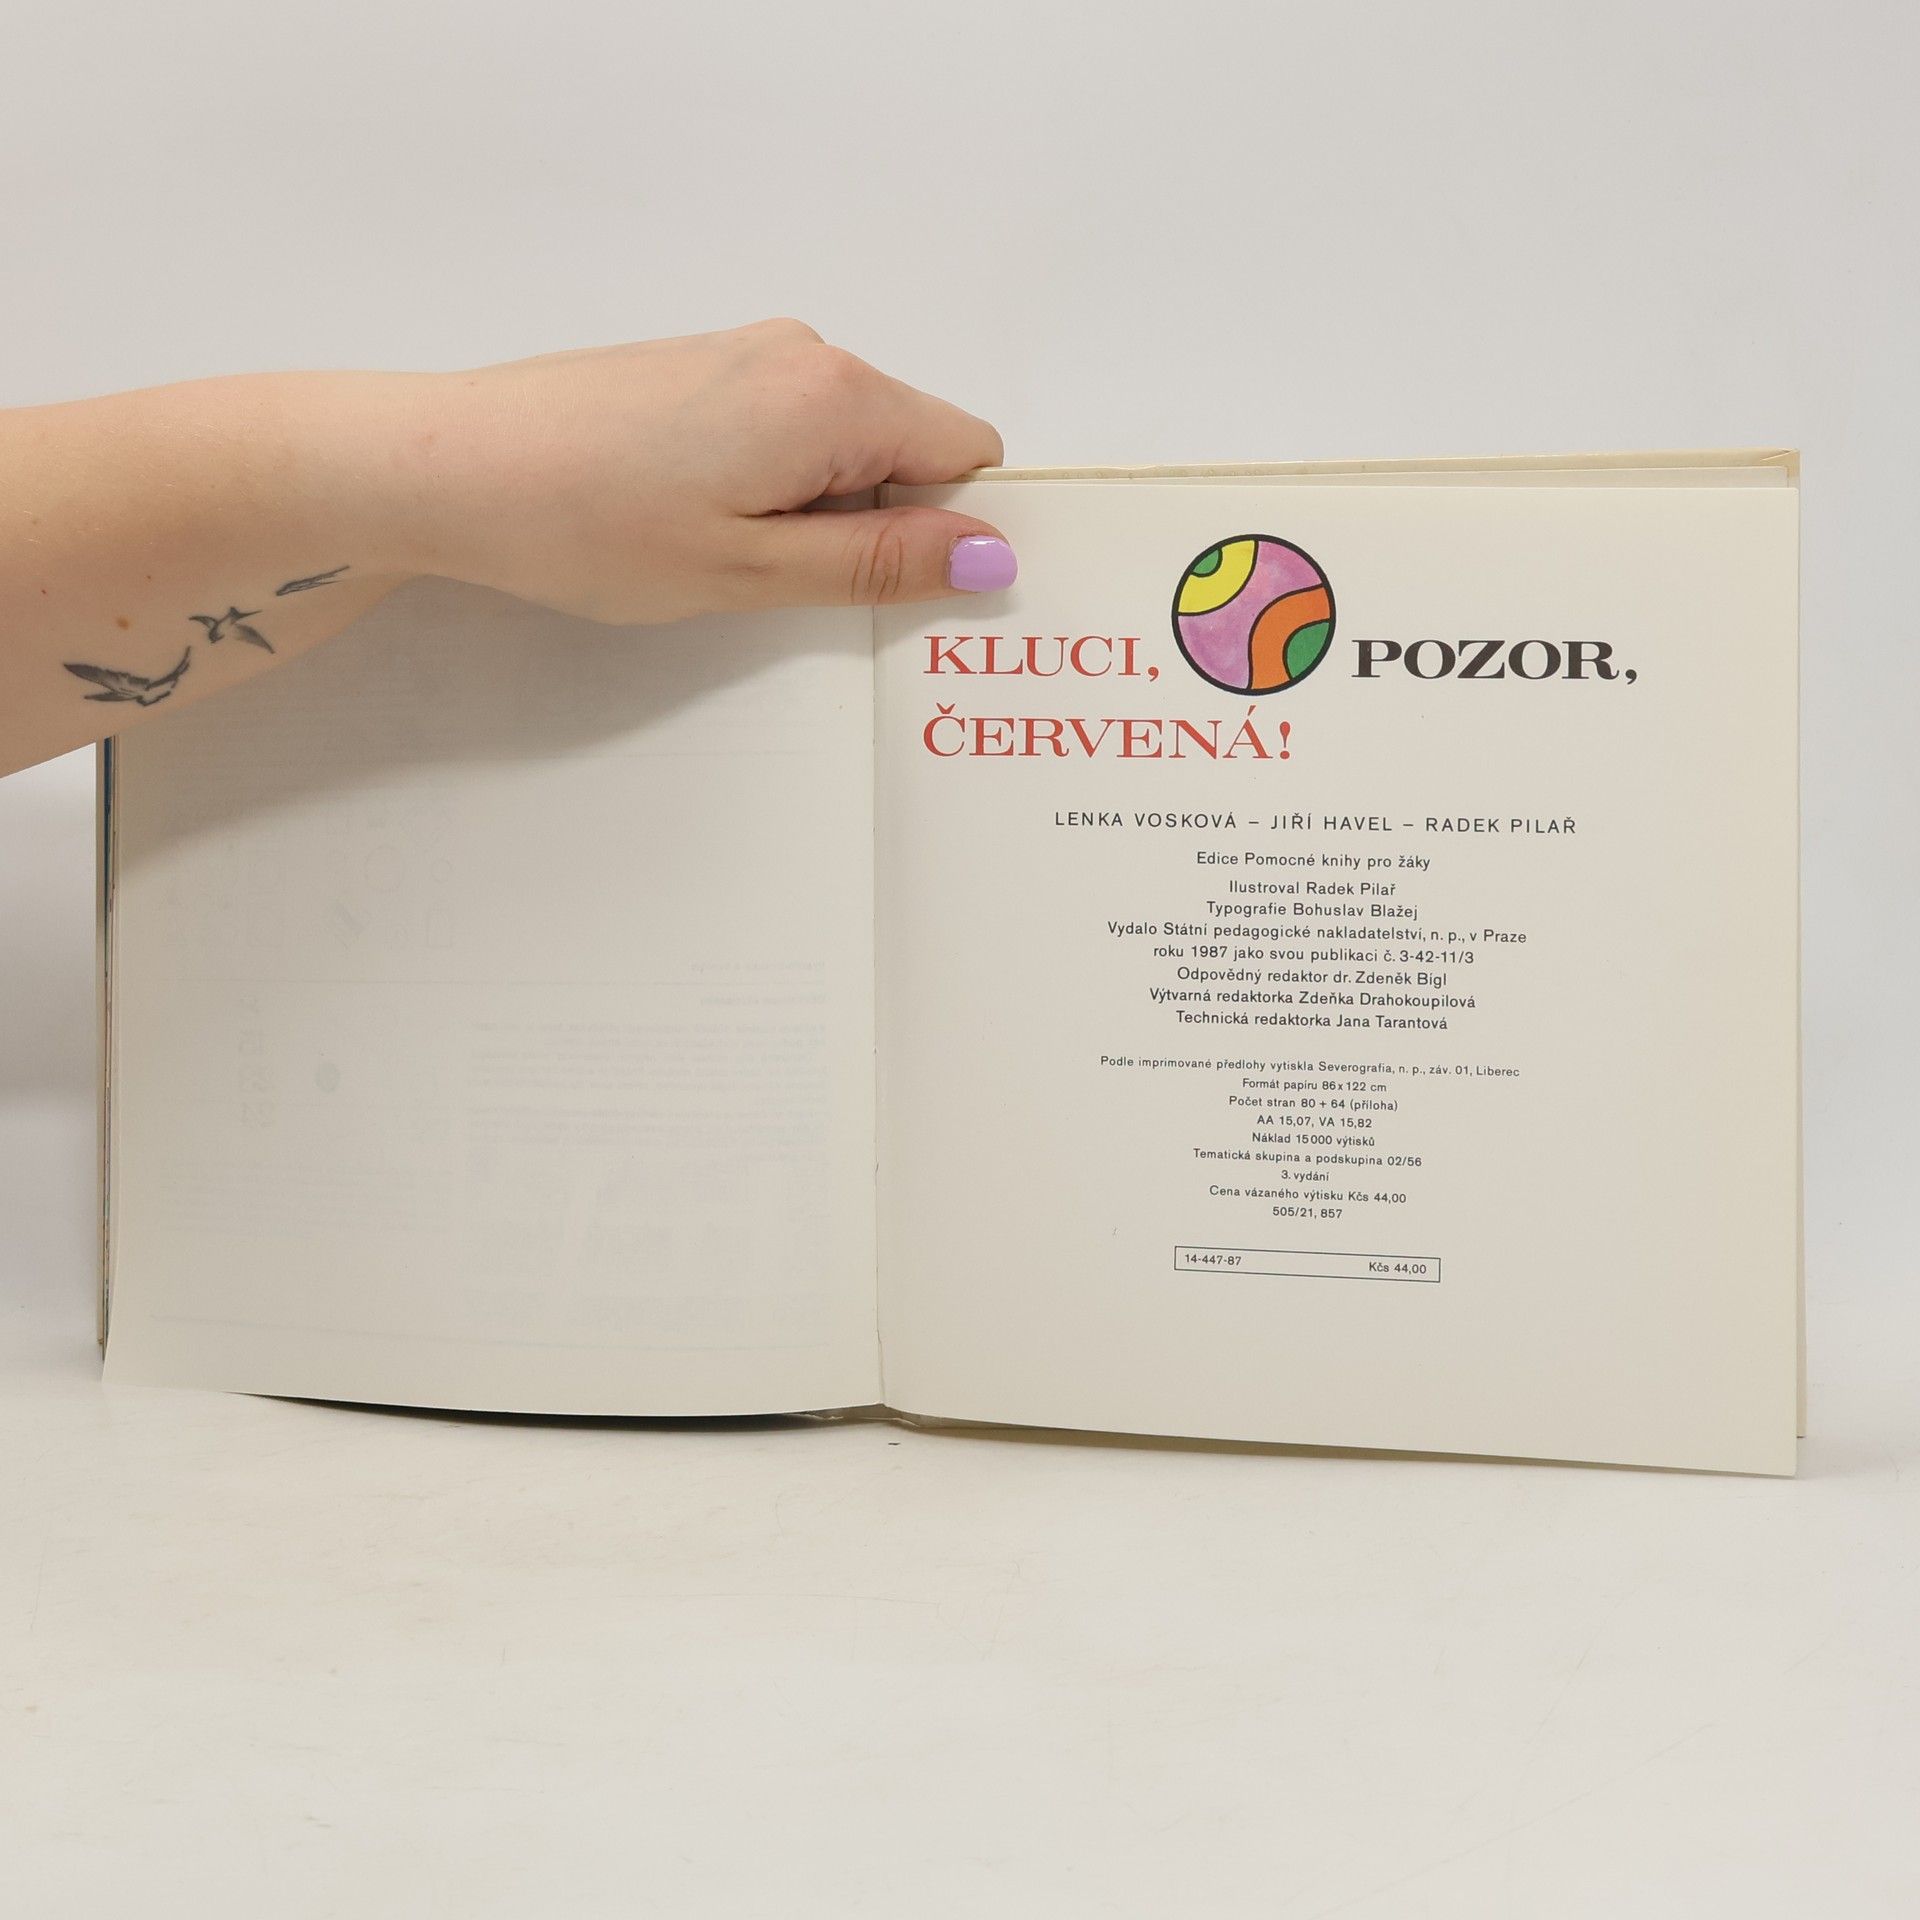 KLUCI, POZOR,
ČERVENÁ!
LENKA VOSKOVÁ – JIŘÍ HAVEL – RADEK PILAŘ
Edice Pomocné knihy pro žáky
Ilustroval Radek Pilař
Typografie Bohuslav Blažej
Vydalo Státní pedagogické nakladatelství, n. p., v Praze
roku 1987 jako svou publikaci č. 3-42-11/3
Odpovědný redaktor dr. Zdeněk Bígl
Výtvarná redaktorka Zdeňka Drahokoupilová
Technická redaktorka Jana Tarantová
Podle imprimované předlohy vytiskla Severografia, n. p., záv. 01, Liberec
Formát papíru 86 x 122 cm
Počet stran 80 + 64 (příloha)
AA 15,07, VA 15,82
Náklad 15 000 výtisků
Tematická skupina a podskupina 02/56
3. vydání
Cena vázaného výtisku Kčs 44,00
505/21, 857
14-447-87 Kčs 44,00